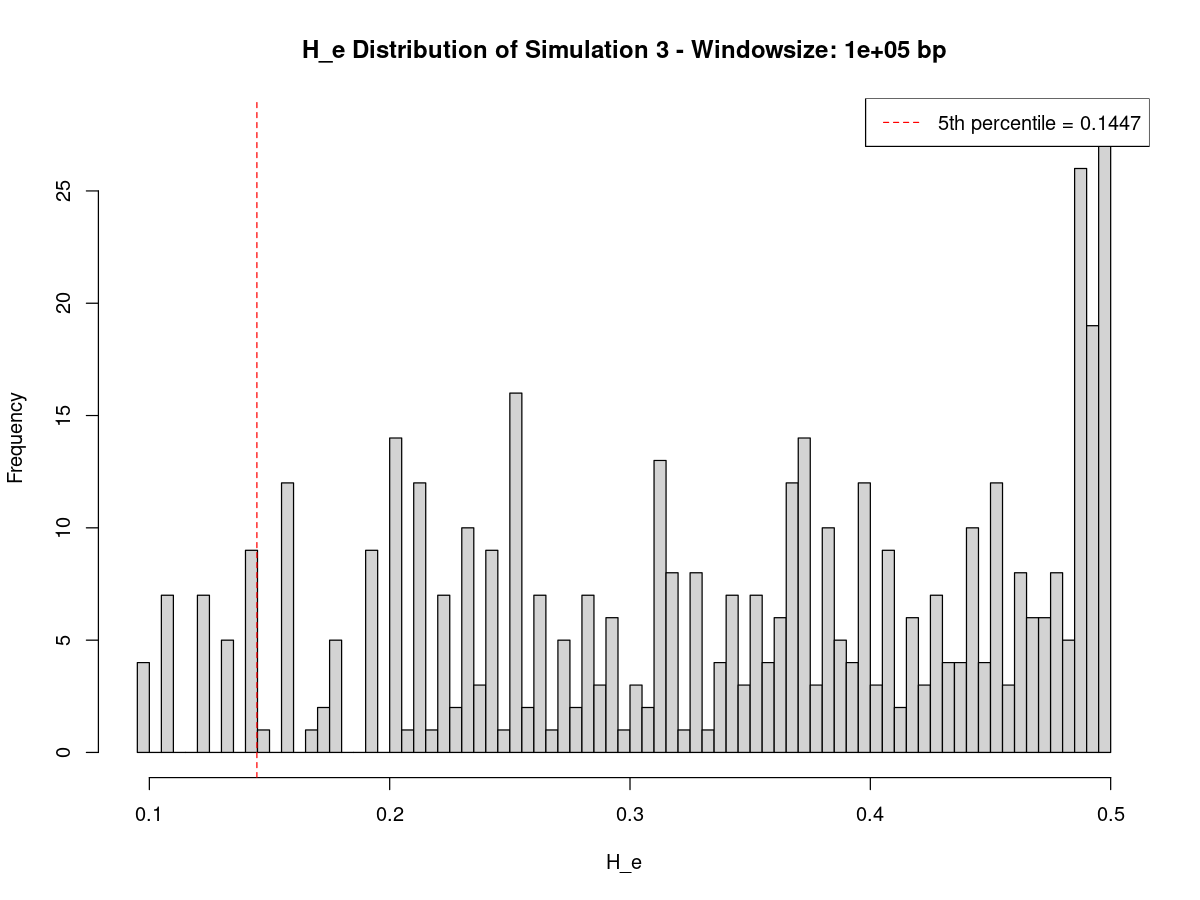 H_e Distribution of Simulation 3 - Windowsize: 1e+05 bp
5th percentile = 0.1447
Frequency
25
20
15
10
5
0
0.1 0.2 0.3 0.4 0.5
H_e